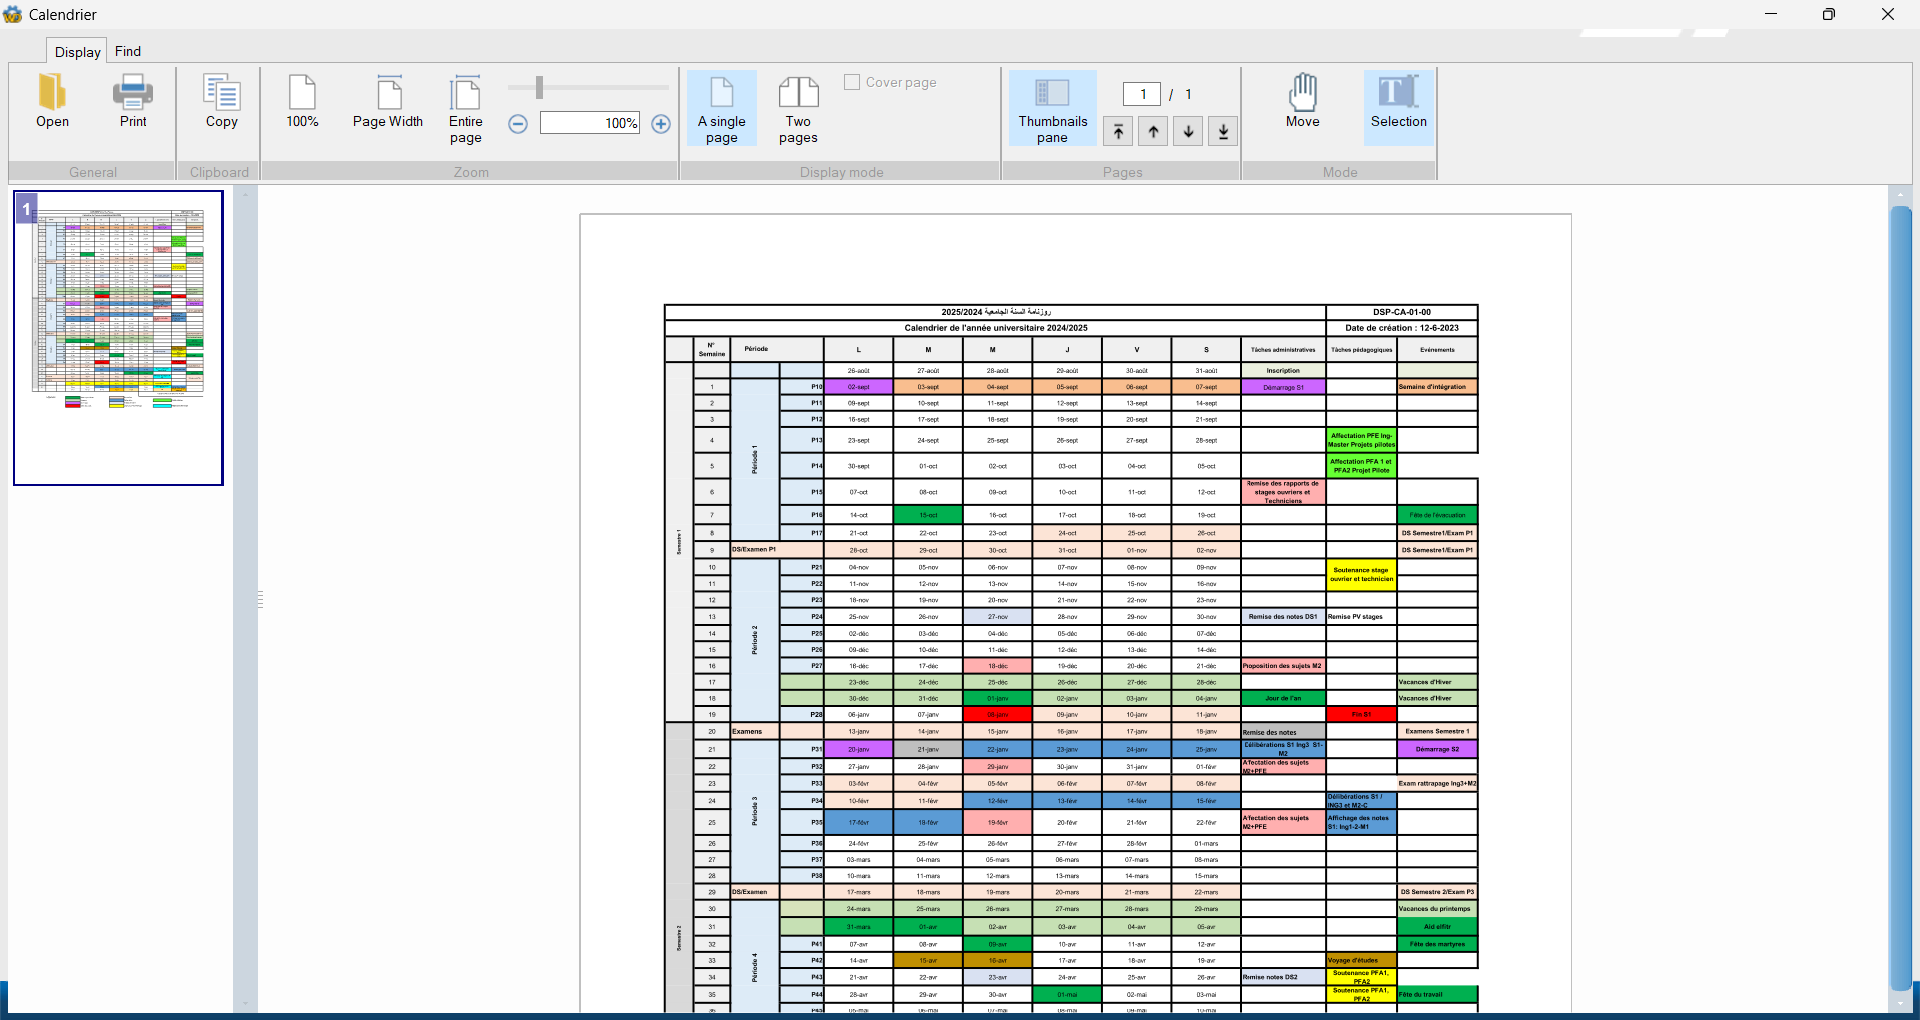 Calendrier
Display Find
Open Print Copy 100% Page Width Entire page 100% A single page Two pages Cover page Thumbnails pane 1 / 1 Move Selection
General Clipboard Zoom Display mode Pages Mode
1
روزنامة السنة الجامعية 2025/2024 DSP-CA-01-00
Calendrier de l'année universitaire 2024/2025 Date de création : 12-6-2023
N° Semaine Période L M M J V S Tâches administratives Tâches pédagogiques Evénements
26-août 27-août 28-août 29-août 30-août 31-août Inscription
1 P10 02-sept 03-sept 04-sept 05-sept 06-sept 07-sept Démarrage S1 Semaine d'intégration
2 P11 09-sept 10-sept 11-sept 12-sept 13-sept 14-sept
3 P12 16-sept 17-sept 18-sept 19-sept 20-sept 21-sept
4 P13 23-sept 24-sept 25-sept 26-sept 27-sept 28-sept Affectation PFE Ing-Master Projets pilotes
Période 1
5 P14 30-sept 01-oct 02-oct 03-oct 04-oct 05-oct Affectation PFA 1 et PFA2 Projet Pilote
6 P15 07-oct 08-oct 09-oct 10-oct 11-oct 12-oct Remise des rapports de stages ouvriers et Techniciens
7 P16 14-oct 15-oct 16-oct 17-oct 18-oct 19-oct Fête de l'évacuation
8 P17 21-oct 22-oct 23-oct 24-oct 25-oct 26-oct DS Semestre1/Exam P1
Semestre 1
9 DS/Examen P1 28-oct 29-oct 30-oct 31-oct 01-nov 02-nov DS Semestre1/Exam P1
10 P21 04-nov 05-nov 06-nov 07-nov 08-nov 09-nov Soutenance stage ouvrier et technicien
11 P22 11-nov 12-nov 13-nov 14-nov 15-nov 16-nov
12 P23 18-nov 19-nov 20-nov 21-nov 22-nov 23-nov
13 P24 25-nov 26-nov 27-nov 28-nov 29-nov 30-nov Remise des notes DS1 Remise PV stages
14 P25 02-déc 03-déc 04-déc 05-déc 06-déc 07-déc
Période 2
15 P26 09-déc 10-déc 11-déc 12-déc 13-déc 14-déc
16 P27 16-déc 17-déc 18-déc 19-déc 20-déc 21-déc Proposition des sujets M2
17 23-déc 24-déc 25-déc 26-déc 27-déc 28-déc Vacances d'Hiver
18 30-déc 31-déc 01-janv 02-janv 03-janv 04-janv Jour de l'an Vacances d'Hiver
19 P28 06-janv 07-janv 08-janv 09-janv 10-janv 11-janv Fin S1
20 Examens 13-janv 14-janv 15-janv 16-janv 17-janv 18-janv Remise des notes Examens Semestre 1
21 P31 20-janv 21-janv 22-janv 23-janv 24-janv 25-janv Délibérations S1 Ing3 S1-M2 Démarrage S2
22 P32 27-janv 28-janv 29-janv 30-janv 31-janv 01-févr Affectation des sujets M2+PFE
23 P33 03-févr 04-févr 05-févr 06-févr 07-févr 08-févr Exam rattrapage Ing3+M2
24 P34 10-févr 11-févr 12-févr 13-févr 14-févr 15-févr Délibérations S1 / ING3 et M2-C
Période 3
25 P35 17-févr 18-févr 19-févr 20-févr 21-févr 22-févr Affectation des sujets M2+PFE Affichage des notes S1: Ing1-2-M1
26 P36 24-févr 25-févr 26-févr 27-févr 28-févr 01-mars
27 P37 03-mars 04-mars 05-mars 06-mars 07-mars 08-mars
28 P38 10-mars 11-mars 12-mars 13-mars 14-mars 15-mars
29 DS/Examen 17-mars 18-mars 19-mars 20-mars 21-mars 22-mars DS Semestre 2/Exam P3
30 24-mars 25-mars 26-mars 27-mars 28-mars 29-mars Vacances du printemps
31 31-mars 01-avr 02-avr 03-avr 04-avr 05-avr Aid elfitr
Semestre 2
32 P41 07-avr 08-avr 09-avr 10-avr 11-avr 12-avr Fête des martyres
33 P42 14-avr 15-avr 16-avr 17-avr 18-avr 19-avr Voyage d'études
Période 4
34 P43 21-avr 22-avr 23-avr 24-avr 25-avr 26-avr Remise notes DS2 Soutenance PFA1, PFA2
35 P44 28-avr 29-avr 30-avr 01-mai 02-mai 03-mai Soutenance PFA1, PFA2 Fête du travail
36 P45 05-mai 06-mai 07-mai 08-mai 09-mai 10-mai